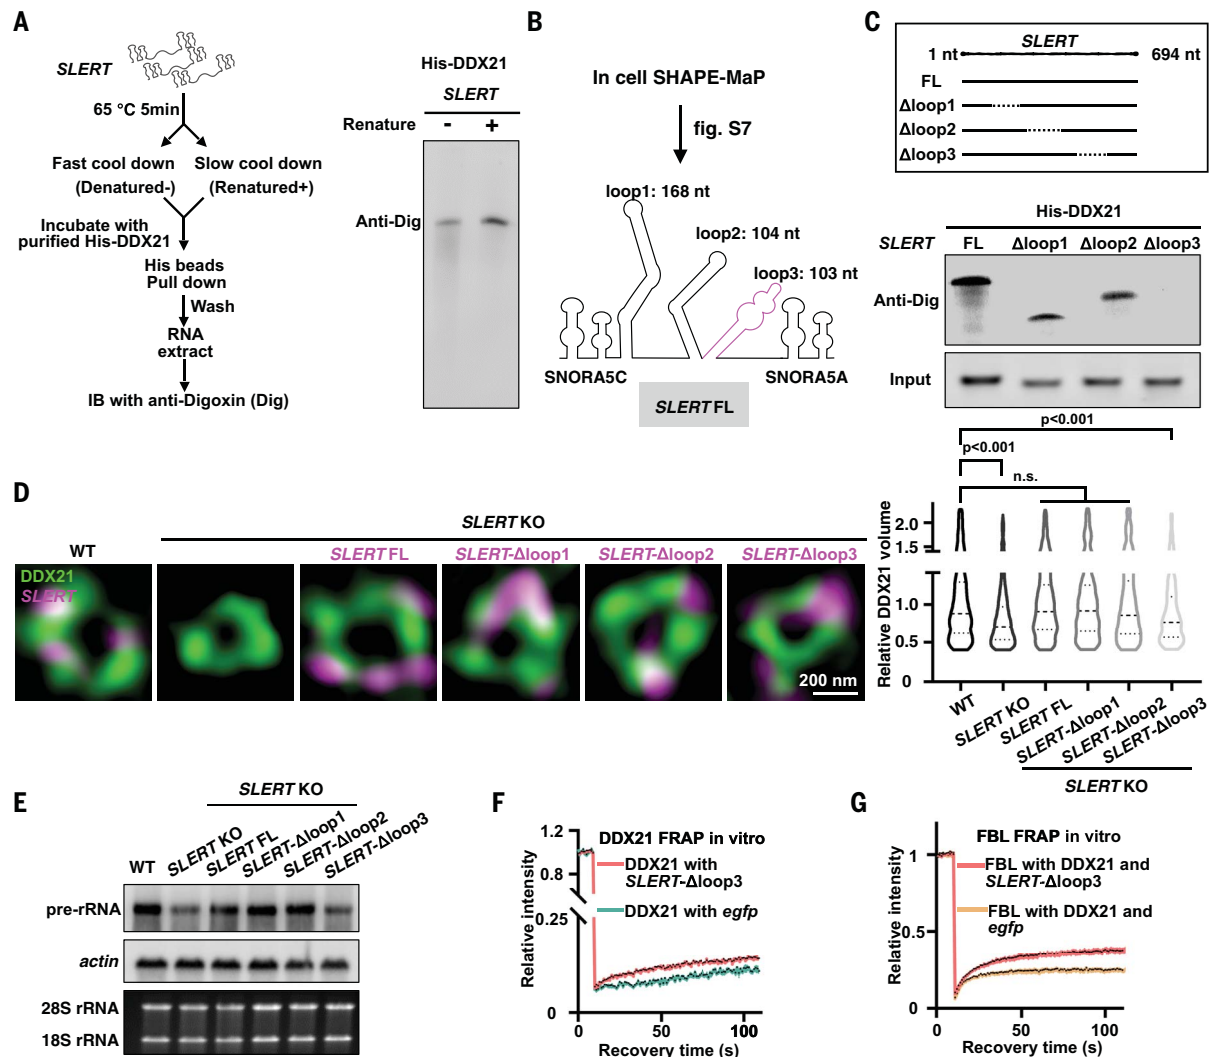 A
SLERT
65 °C 5min
Fast cool down
(Denatured-)
Slow cool down
(Renatured+)
Incubate with
purified His-DDX21
His beads
Pull down
Wash
RNA
extract
IB with anti-Digoxin (Dig)
His-DDX21
SLERT
Renature - +
Anti-Dig
B
In cell SHAPE-MaP
fig. S7
loop1: 168 nt
loop2: 104 nt
loop3: 103 nt
SNORA5C
SNORA5A
SLERT FL
C
SLERT
1 nt 694 nt
FL
Δloop1
Δloop2
Δloop3
His-DDX21
SLERT FL Δloop1 Δloop2 Δloop3
Anti-Dig
Input
D
SLERT KO
WT
SLERT FL
SLERT-Δloop1
SLERT-Δloop2
SLERT-Δloop3
DDX21
SLERT
200 nm
p<0.001
p<0.001
n.s.
Relative DDX21 volume
2.0
1.5
1.0
0.5
0
WT
SLERT KO
SLERT FL
SLERT-Δloop1
SLERT-Δloop2
SLERT-Δloop3
SLERT KO
E
SLERT KO
WT
SLERT KO
SLERT FL
SLERT-Δloop1
SLERT-Δloop2
SLERT-Δloop3
pre-rRNA
actin
28S rRNA
18S rRNA
F
DDX21 FRAP in vitro
DDX21 with
SLERT-Δloop3
DDX21 with egfp
Relative intensity
1.2
0.8
0.25
0
0 50 100
Recovery time (s)
G
FBL FRAP in vitro
FBL with DDX21 and
SLERT-Δloop3
FBL with DDX21 and
egfp
Relative intensity
1
0.5
0
0 50 100
Recovery time (s)